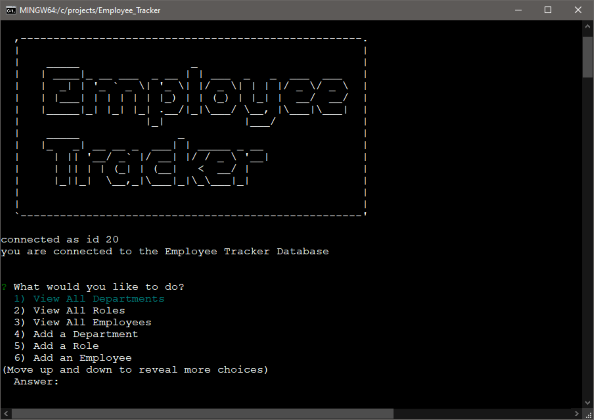 MINGW64:/c/projects/Employee_Tracker
Employee
Tracker
connected as id 20
you are connected to the Employee Tracker Database
? What would you like to do?
1) View All Departments
2) View All Roles
3) View All Employees
4) Add a Department
5) Add a Role
6) Add an Employee
(Move up and down to reveal more choices)
Answer: